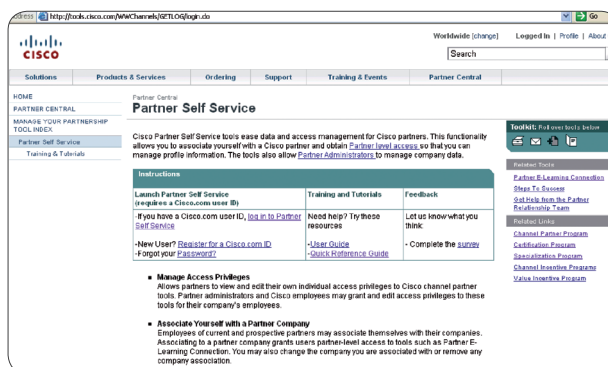 address http://tools.cisco.com/WWChannels/GETLOG/login.do Go
Worldwide [change] Logged In | Profile | About
CISCO
Search
Solutions Products & Services Ordering Support Training & Events Partner Central
HOME
PARTNER CENTRAL
MANAGE YOUR PARTNERSHIP
TOOL INDEX
Partner Self Service
Training & Tutorials
Partner Central
Partner Self Service
Cisco Partner Self Service tools ease data and access management for Cisco partners. This functionality
allows you to associate yourself with a Cisco partner and obtain Partner level access so that you can
manage profile information. The tools also allow Partner Administrators to manage company data.
Instructions
Launch Partner Self Service
(requires a Cisco.com user ID)
-If you have a Cisco.com user ID, log in to Partner
Self Service
-New User? Register for a Cisco.com ID
-Forgot your Password?
Training and Tutorials
Need help? Try these
resources
-User Guide
-Quick Reference Guide
Feedback
Let us know what you
think:
- Complete the survey
Manage Access Privileges
Allows partners to view and edit their own individual access privileges to Cisco channel partner
tools. Partner administrators and Cisco employees may grant and edit access privileges to these
tools for their company's employees.
Associate Yourself with a Partner Company
Employees of current and prospective partners may associate themselves with their companies.
Associating to a partner company grants users partner-level access to tools such as Partner E-
Learning Connection. You may also change the company you are associated with or remove any
company association.
Toolkit: Roll over tools below
Related Tools
Partner E-Learning Connection
Steps To Success
Get Help from the Partner
Relationship Team
Related Links
Channel Partner Program
Certification Program
Specialization Program
Channel Incentive Programs
Value Incentive Program